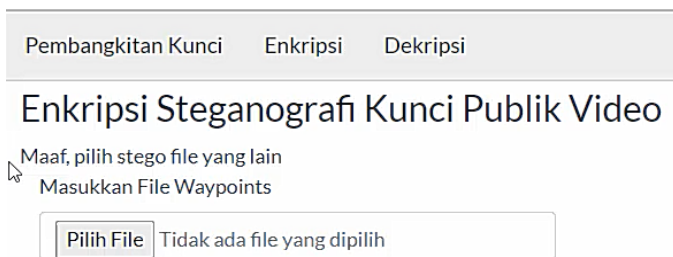 Pembangkitan Kunci Enkripsi Dekripsi
Enkripsi Steganografi Kunci Publik Video
Maaf, pilih stego file yang lain
Masukkan File Waypoints
Pilih File Tidak ada file yang dipilih